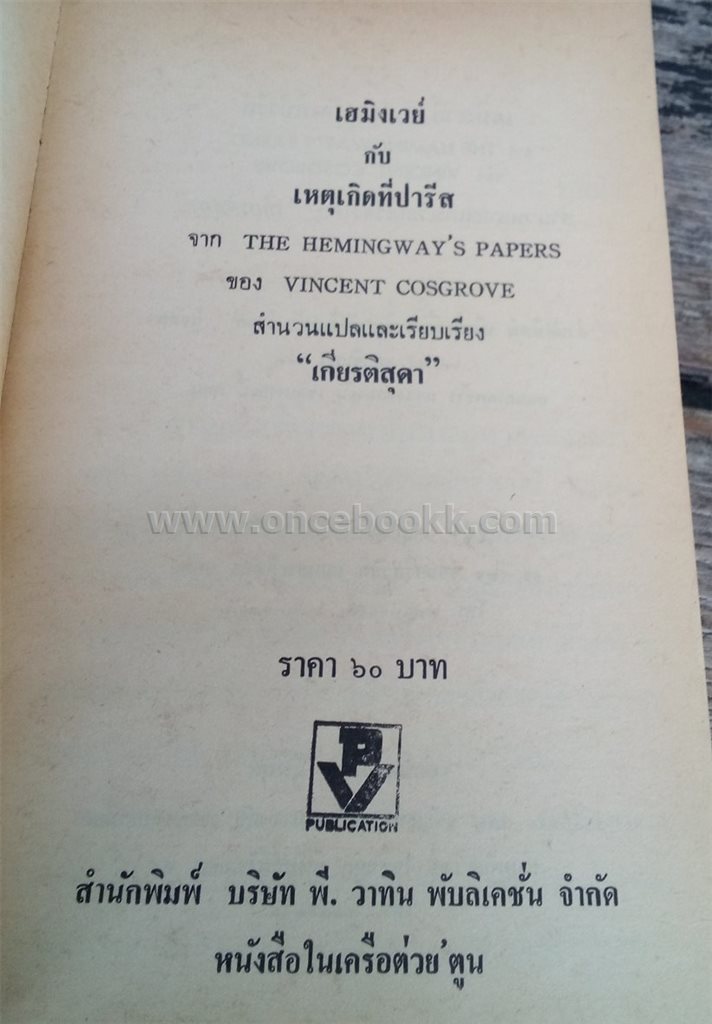 เฮมิงเวย์
กับ
เหตุเกิดที่ปารีส
จาก THE HEMINGWAY'S PAPERS
ของ VINCENT COSGROVE
สำนวนแปลและเรียบเรียง
“เกียรติสุดา”
www.oncebookk.com
ราคา ๖๐ บาท
PV
PUBLICATION
สำนักพิมพ์ บริษัท พี. วาทิน พับลิเคชั่น จำกัด
หนังสือในเครือต่วย'ตูน